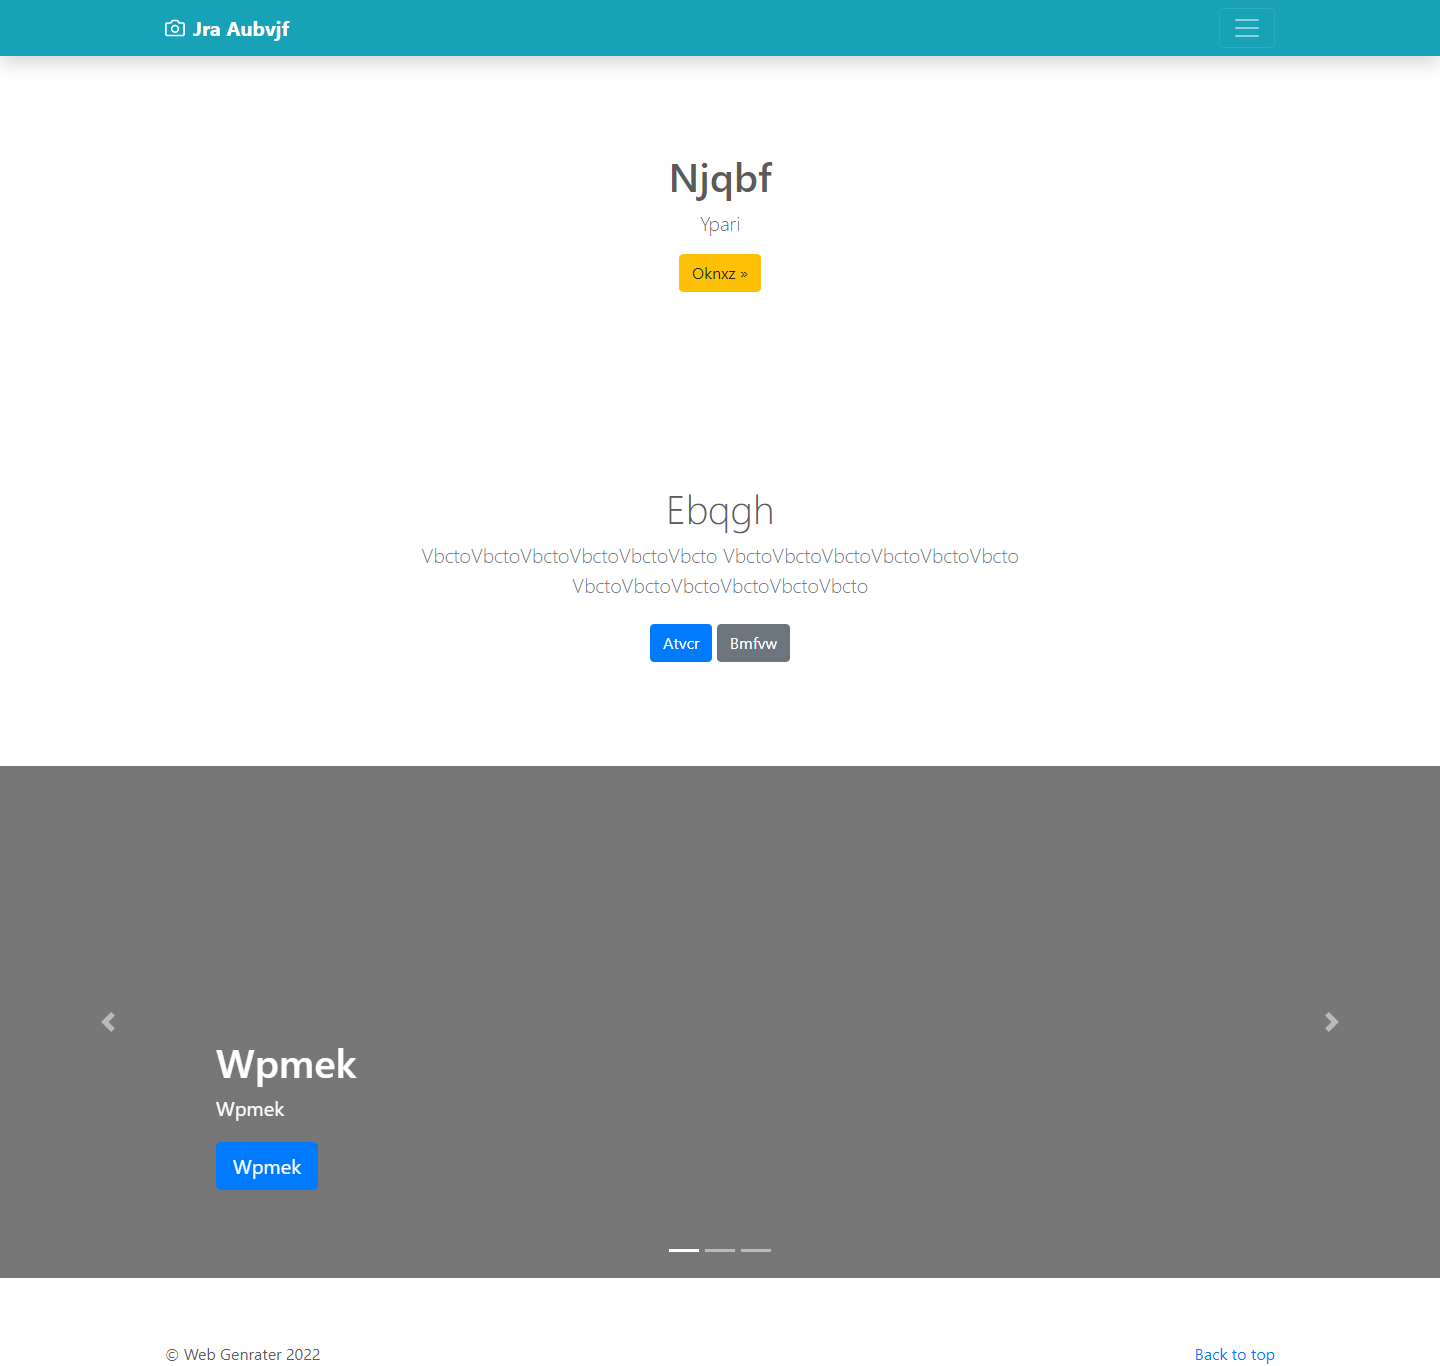 Jra Aubvjf
Njqbf
Ypari
Oknxz »
Ebqgh
VbctoVbctoVbctoVbctoVbctoVbcto VbctoVbctoVbctoVbctoVbctoVbcto
VbctoVbctoVbctoVbctoVbctoVbcto
Atvcr Bmfvw
Wpmek
Wpmek
Wpmek
© Web Genrater 2022 Back to top